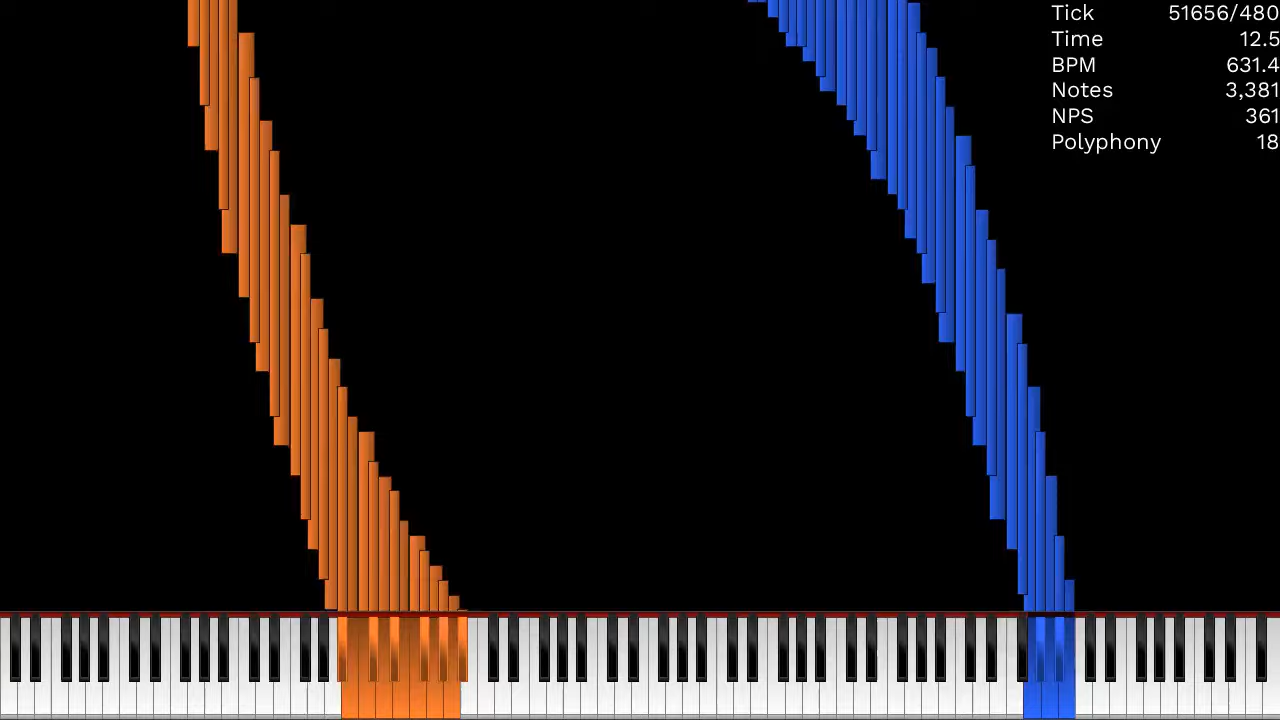 Tick 51656/480
Time 12.5
BPM 631.4
Notes 3,381
NPS 361
Polyphony 18